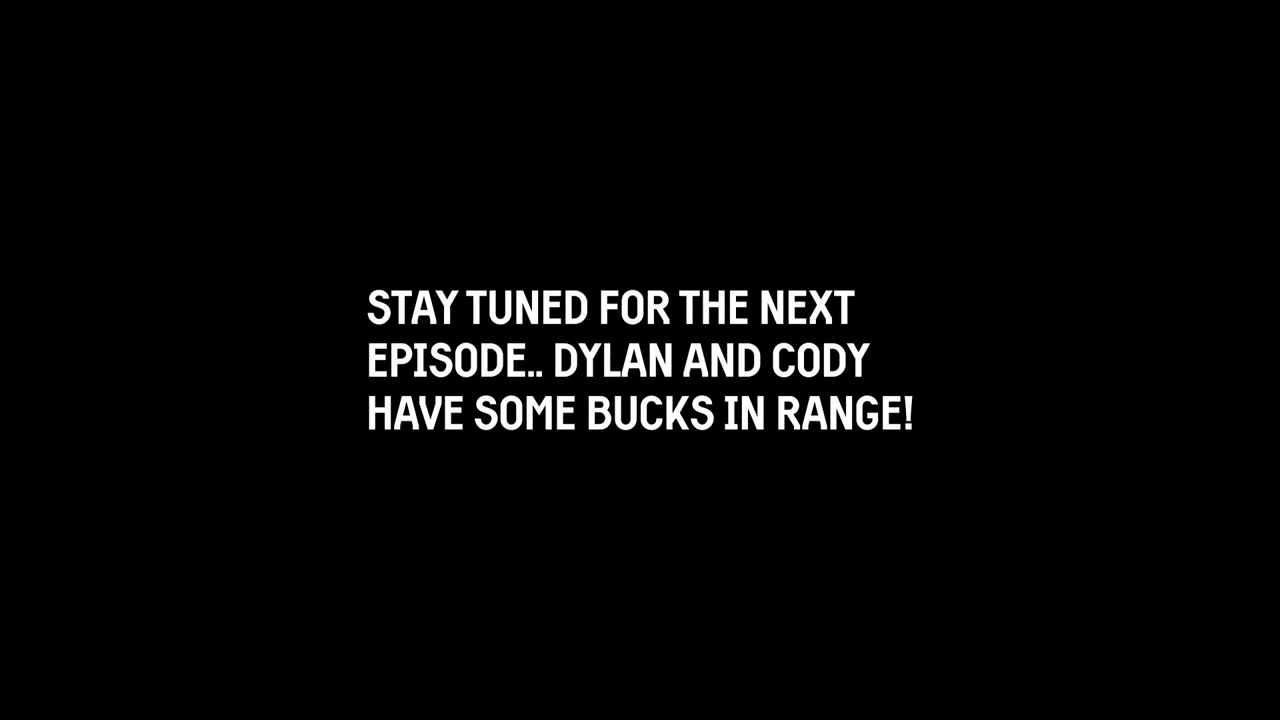 STAY TUNED FOR THE NEXT
EPISODE.. DYLAN AND CODY
HAVE SOME BUCKS IN RANGE!